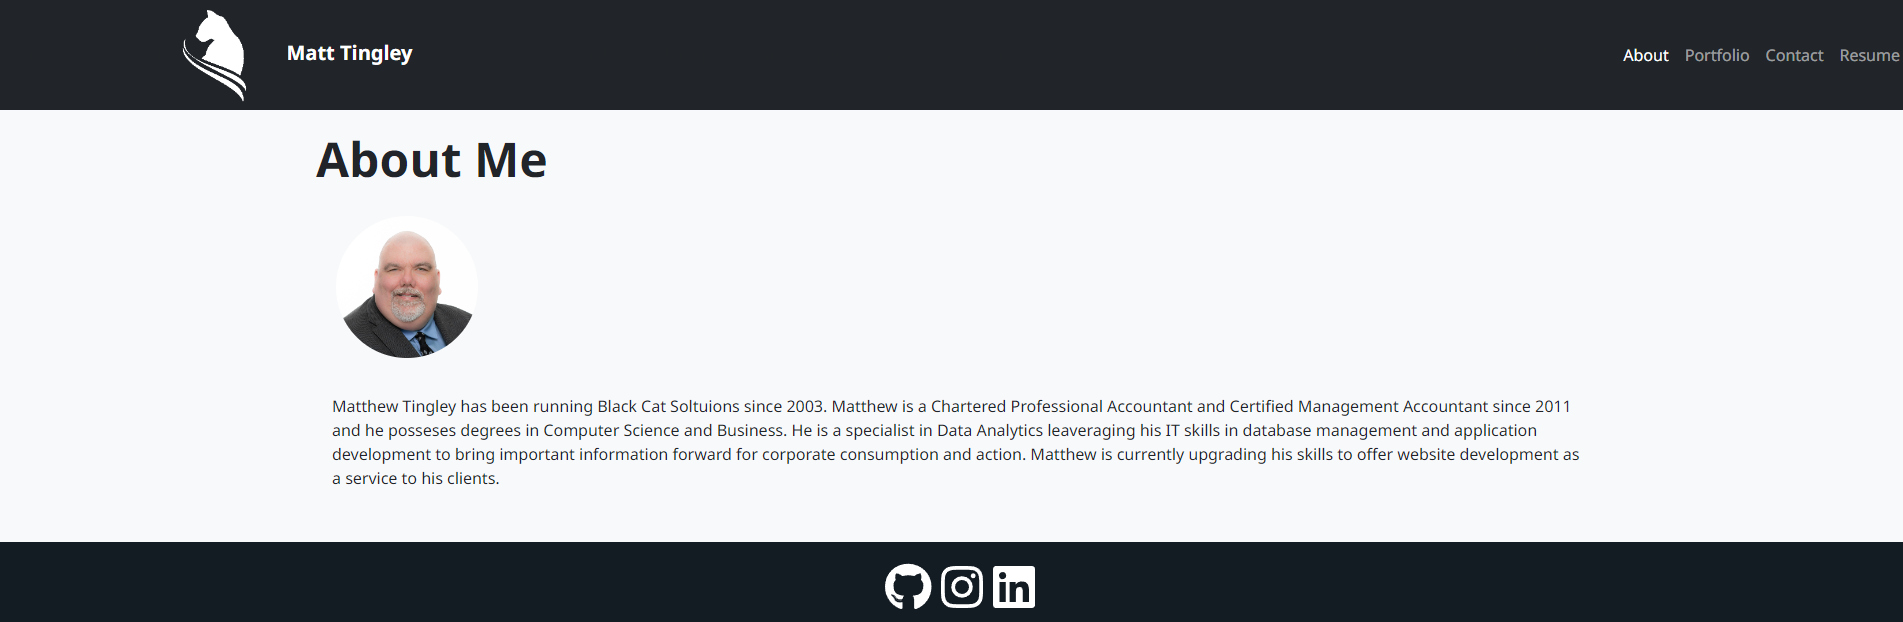 Matt Tingley
About Portfolio Contact Resume
About Me
Matthew Tingley has been running Black Cat Soltuions since 2003. Matthew is a Chartered Professional Accountant and Certified Management Accountant since 2011
and he posseses degrees in Computer Science and Business. He is a specialist in Data Analytics leaveraging his IT skills in database management and application
development to bring important information forward for corporate consumption and action. Matthew is currently upgrading his skills to offer website development as
a service to his clients.
in